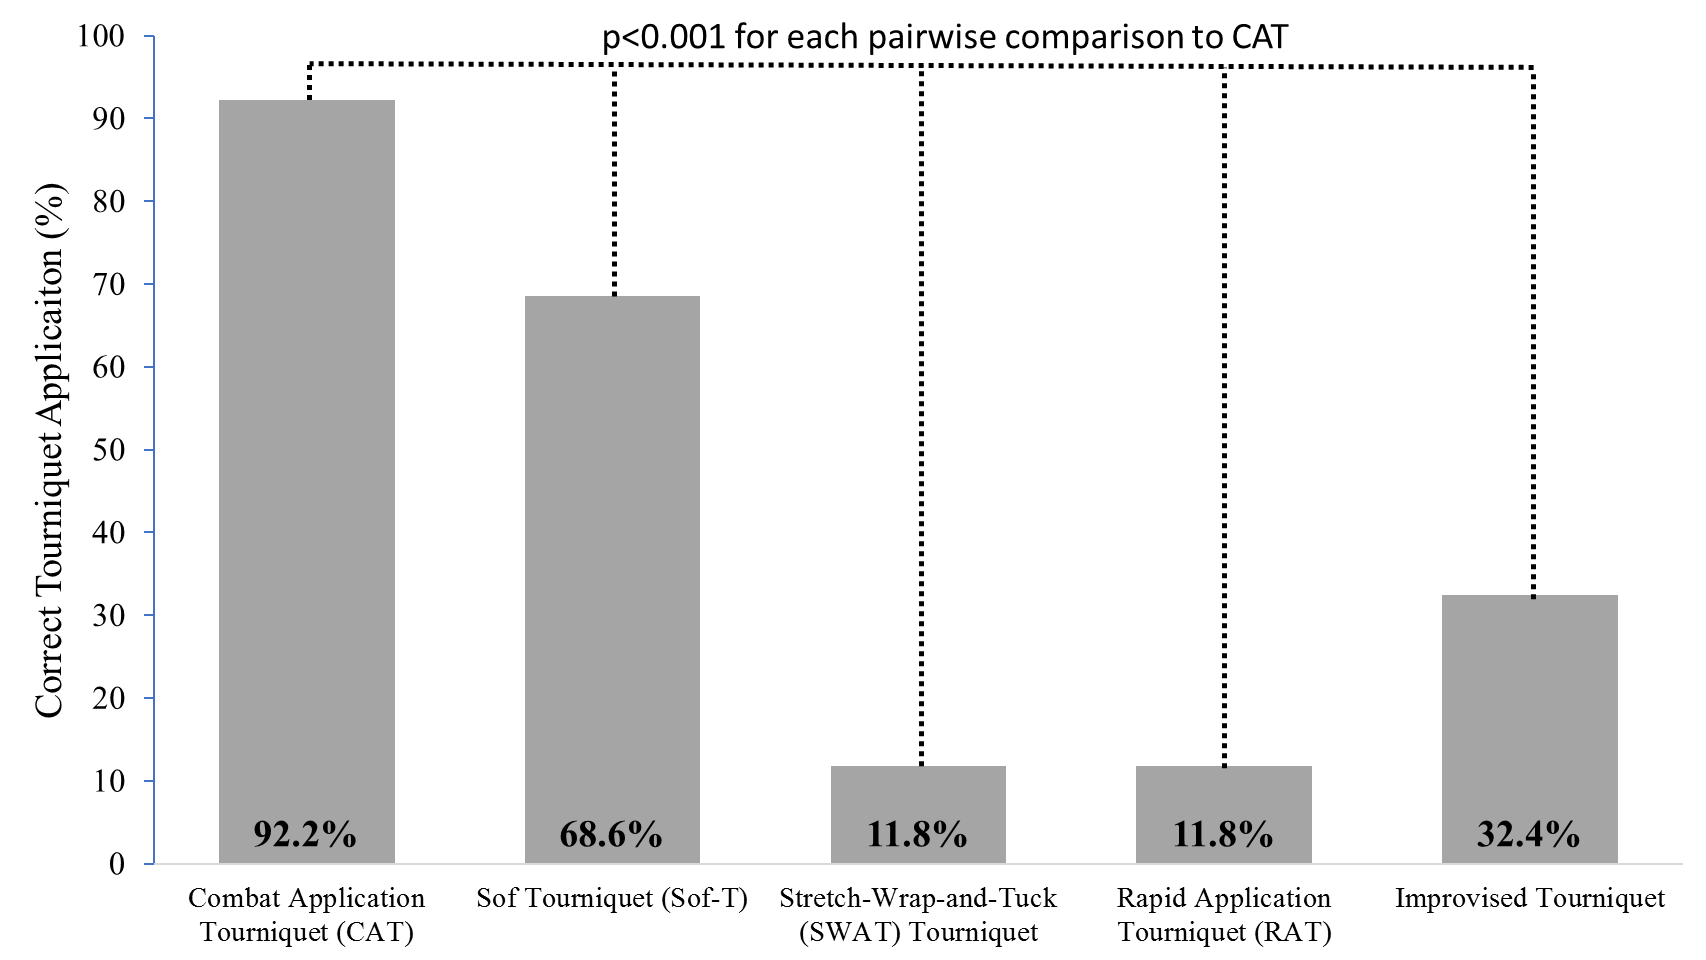 p<0.001 for each pairwise comparison to CAT
Correct Tourniquet Applicaiton (%)
100
90
80
70
60
50
40
30
20
10
0
92.2%
68.6%
11.8%
11.8%
32.4%
Combat Application
Tourniquet (CAT)
Sof Tourniquet (Sof-T)
Stretch-Wrap-and-Tuck
(SWAT) Tourniquet
Rapid Application
Tourniquet (RAT)
Improvised Tourniquet